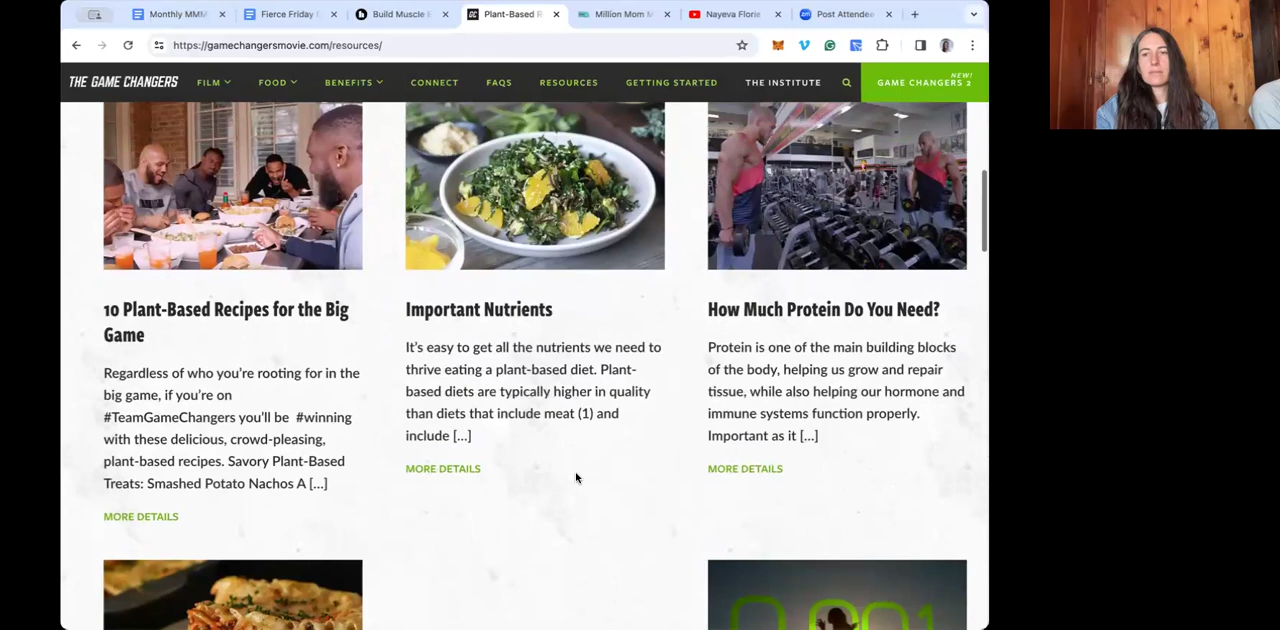 Monthly MMM
Fierce Friday
Build Muscle
Plant-Based R
Million Mom M
Nayeva Florie
Post Attendee
https://gamechangersmovie.com/resources/
THE GAME CHANGERS
FILM
FOOD
BENEFITS
CONNECT
FAQS
RESOURCES
GETTING STARTED
THE INSTITUTE
NEW!
GAME CHANGERS 2
10 Plant-Based Recipes for the Big
Game
Regardless of who you're rooting for in the
big game, if you're on
#TeamGameChangers you'll be #winning
with these delicious, crowd-pleasing,
plant-based recipes. Savory Plant-Based
Treats: Smashed Potato Nachos A [...]
MORE DETAILS
Important Nutrients
It's easy to get all the nutrients we need to
thrive eating a plant-based diet. Plant-
based diets are typically higher in quality
than diets that include meat (1) and
include [...]
MORE DETAILS
How Much Protein Do You Need?
Protein is one of the main building blocks
of the body, helping us grow and repair
tissue, while also helping our hormone and
immune systems function properly.
Important as it [...]
MORE DETAILS